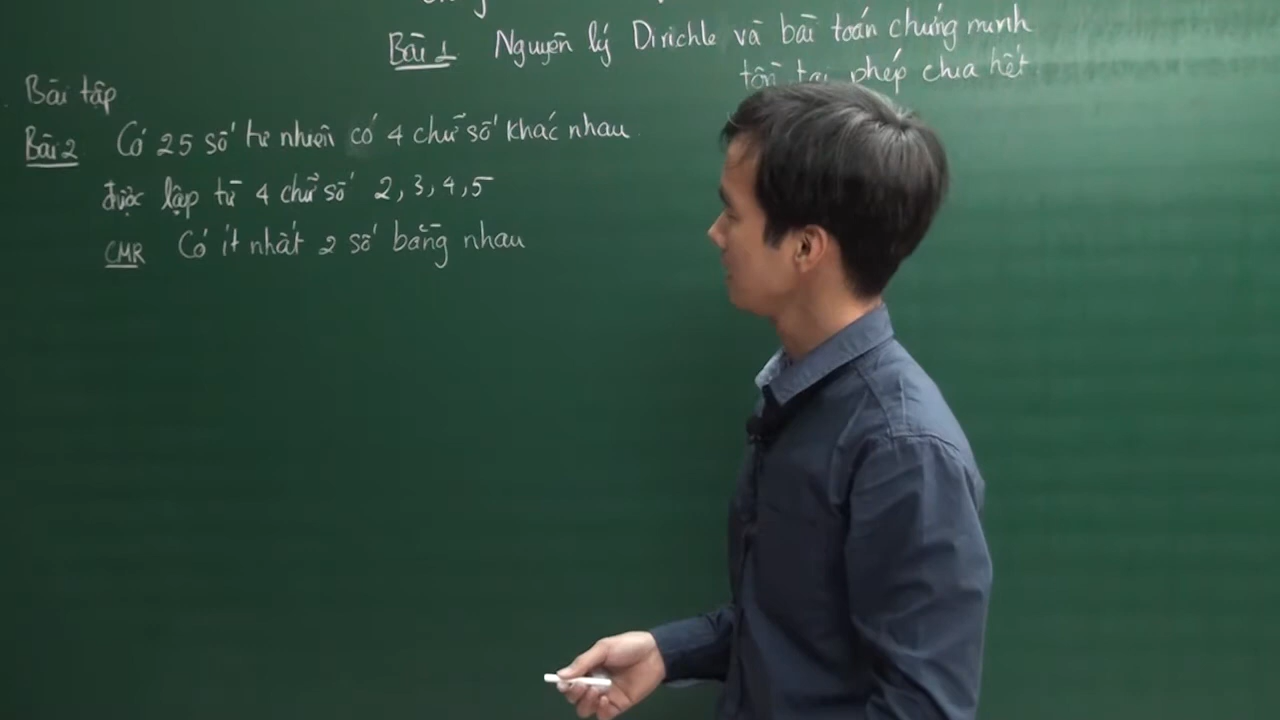 Bài 1 Nguyên lý Dirichle và bài toán chứng minh
tồn tại phép chia hết
Bài tập
Bài 2 Có 25 số tự nhiên có 4 chữ số khác nhau
được lập từ 4 chữ số 2, 3, 4, 5
CMR Có ít nhất 2 số bằng nhau